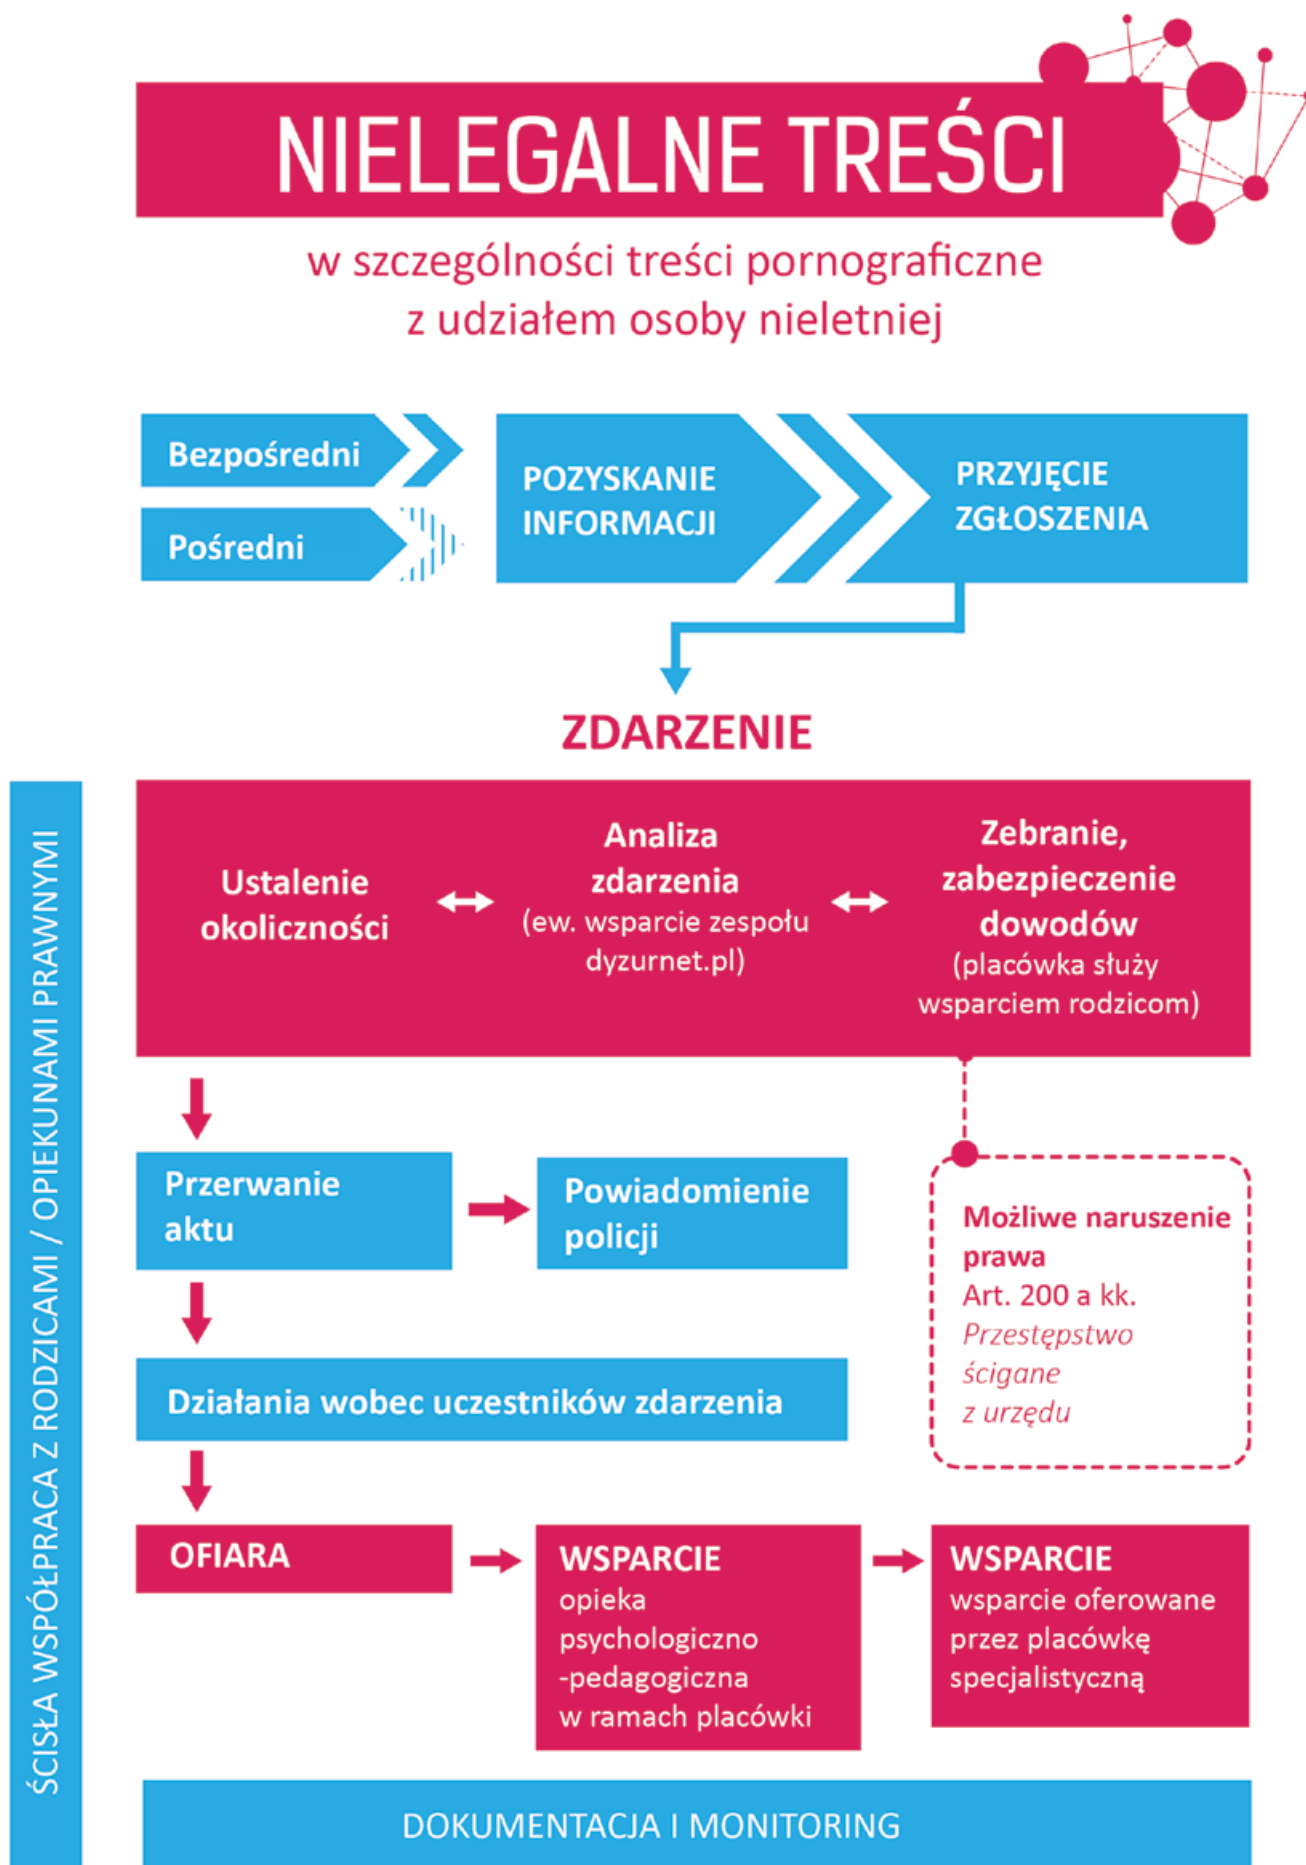 NIELEGALNE TREŚCI
w szczególności treści pornograficzne
z udziałem osoby nieletniej
Bezpośredni
Pośredni
POZYSKANIE
INFORMACJI
PRZYJĘCIE
ZGŁOSZENIA
ZDARZENIE
ŚCISŁA WSPÓŁPRACA Z RODZICAMI / OPIEKUNAMI PRAWNYMI
Ustalenie
okoliczności
Analiza
zdarzenia
(ew. wsparcie zespołu
dyzurnet.pl)
Zebranie,
zabezpieczenie
dowodów
(placówka służy
wsparciem rodzicom)
Przerwanie
aktu
Powiadomienie
policji
Możliwe naruszenie
prawa
Art. 200 a kk.
Przestępstwo
ścigane
z urzędu
Działania wobec uczestników zdarzenia
OFIARA
WSPARCIE
opieka
psychologiczno
-pedagogiczna
w ramach placówki
WSPARCIE
wsparcie oferowane
przez placówkę
specjalistyczną
DOKUMENTACJA I MONITORING